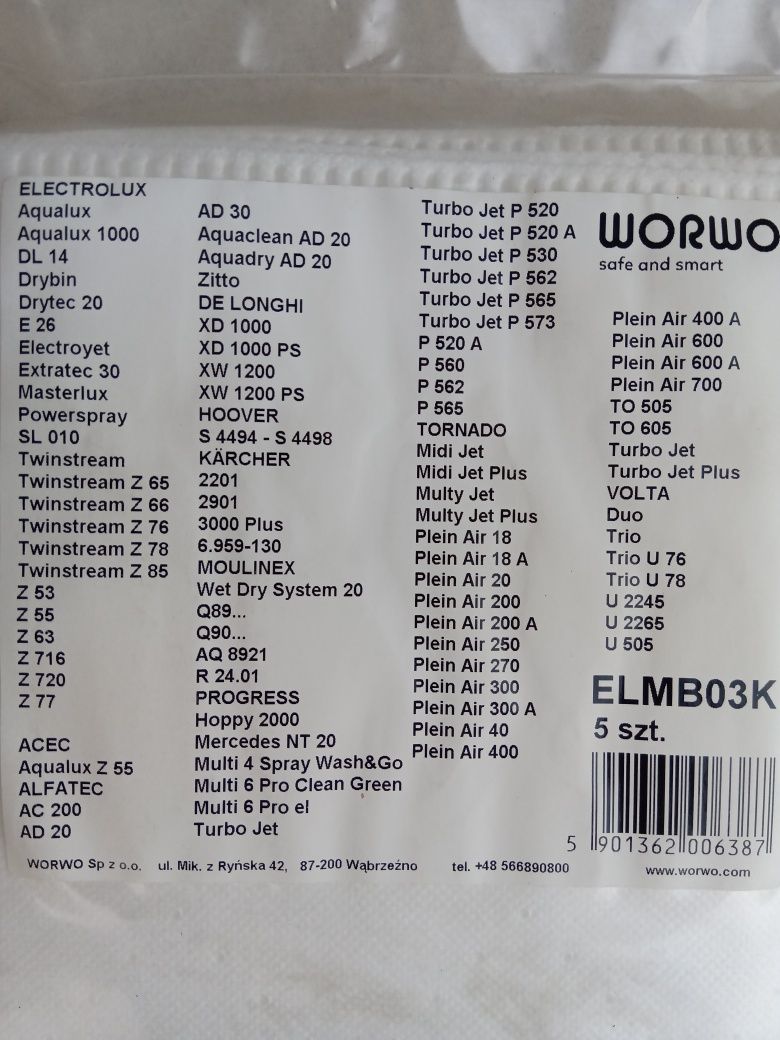 ELECTROLUX
Aqualux
Aqualux 1000
DL 14
Drybin
Drytec 20
E 26
Electroyet
Extratec 30
Masterlux
Powerspray
SL 010
Twinstream
Twinstream Z 65
Twinstream Z 66
Twinstream Z 76
Twinstream Z 78
Twinstream Z 85
Z 53
Z 55
Z 63
Z 716
Z 720
Z 77
ACEC
Aqualux Z 55
ALFATEC
AC 200
AD 20
AD 30
Aquaclean AD 20
Aquadry AD 20
Zitto
DE LONGHI
XD 1000
XD 1000 PS
XW 1200
XW 1200 PS
HOOVER
S 4494 - S 4498
KÄRCHER
2201
2901
3000 Plus
6.959-130
MOULINEX
Wet Dry System 20
Q89...
Q90...
AQ 8921
R 24.01
PROGRESS
Hoppy 2000
Mercedes NT 20
Multi 4 Spray Wash&Go
Multi 6 Pro Clean Green
Multi 6 Pro el
Turbo Jet
Turbo Jet P 520
Turbo Jet P 520 A
Turbo Jet P 530
Turbo Jet P 562
Turbo Jet P 565
Turbo Jet P 573
P 520 A
P 560
P 562
P 565
TORNADO
Midi Jet
Midi Jet Plus
Multy Jet
Multy Jet Plus
Plein Air 18
Plein Air 18 A
Plein Air 20
Plein Air 200
Plein Air 200 A
Plein Air 250
Plein Air 270
Plein Air 300
Plein Air 300 A
Plein Air 40
Plein Air 400
WORWO
safe and smart
Plein Air 400 A
Plein Air 600
Plein Air 600 A
Plein Air 700
TO 505
TO 605
Turbo Jet
Turbo Jet Plus
VOLTA
Duo
Trio
Trio U 76
Trio U 78
U 2245
U 2265
U 505
ELMB03K
5 szt.
5 901362 006387
WORWO Sp z o.o. ul. Mik. z Ryńska 42, 87-200 Wąbrzeźno tel. +48 566890800 www.worwo.com